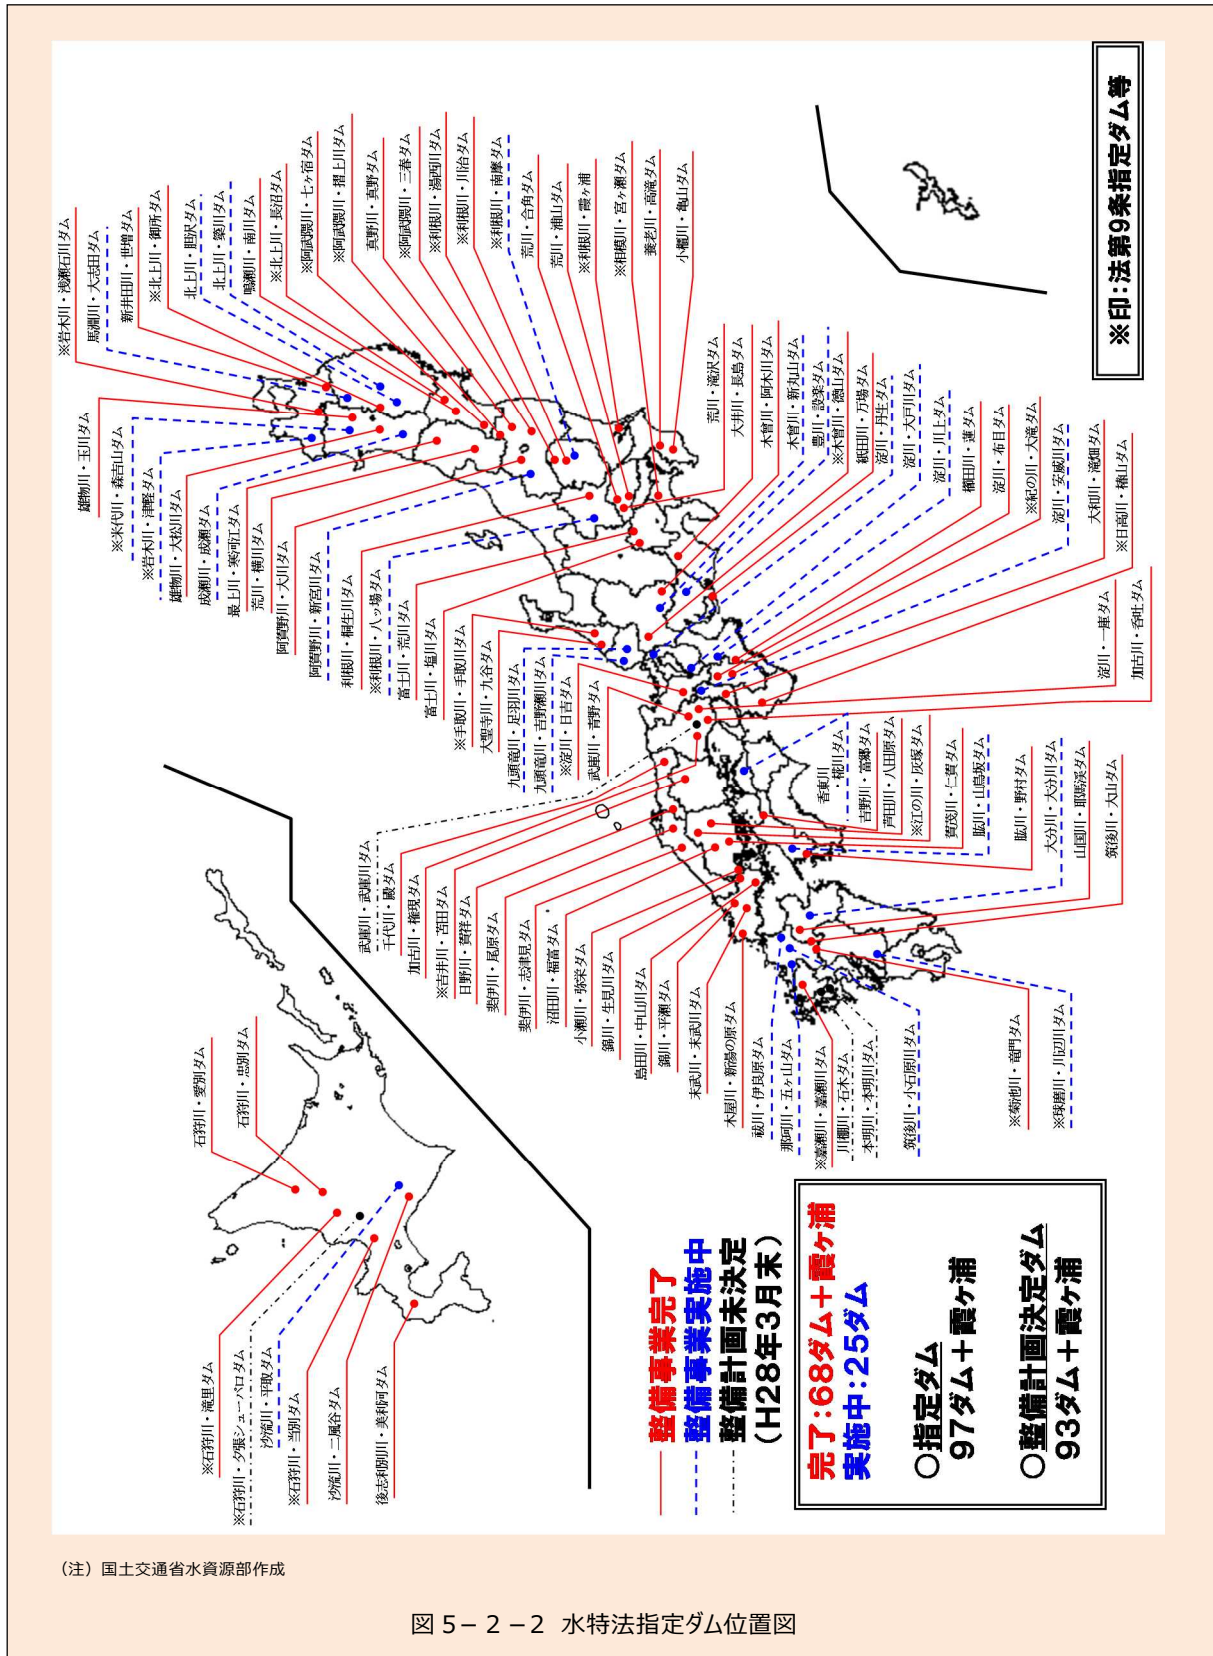 ※印:法第9条指定ダム等
※岩木川・浅瀬石川ダム
馬淵川・大志田ダム
新井田川・世増ダム
※北上川・御所ダム
北上川・胆沢ダム
北上川・簗川ダム
鳴瀬川・南川ダム
※北上川・長沼ダム
※阿武隈川・七ヶ宿ダム
※阿武隈川・摺上川ダム
真野川・真野ダム
※阿武隈川・三春ダム
※利根川・湯西川ダム
※利根川・川治ダム
※利根川・南摩ダム
荒川・合角ダム
荒川・浦山ダム
※利根川・霞ヶ浦
※相模川・宮ヶ瀬ダム
養老川・高滝ダム
小櫃川・亀山ダム
雄物川・玉川ダム
※米代川・森吉山ダム
※岩木川・津軽ダム
雄物川・大松川ダム
成瀬川・成瀬ダム
最上川・寒河江ダム
荒川・横川ダム
阿賀野川・大川ダム
阿賀野川・新宮川ダム
利根川・桐生川ダム
※利根川・八ッ場ダム
富士川・荒川ダム
富士川・塩川ダム
※手取川・手取川ダム
大聖寺川・九谷ダム
九頭竜川・足羽川ダム
九頭竜川・吉野瀬川ダム
※淀川・日吉ダム
武庫川・青野ダム
荒川・滝沢ダム
大井川・長島ダム
木曽川・阿木川ダム
木曽川・新丸山ダム
豊川・設楽ダム
※木曽川・徳山ダム
紙田川・万場ダム
淀川・丹生ダム
淀川・大戸川ダム
淀川・川上ダム
櫛田川・蓮ダム
淀川・布目ダム
※紀の川・大滝ダム
淀川・安威川ダム
大和川・滝畑ダム
※日高川・椿山ダム
淀川・一庫ダム
加古川・呑吐ダム
武庫川・武庫川ダム
千代川・殿ダム
加古川・権現ダム
※吉井川・苫田ダム
日野川・賀祥ダム
斐伊川・尾原ダム
斐伊川・志津見ダム
沼田川・福富ダム
小瀬川・弥栄ダム
錦川・生見川ダム
島田川・中山川ダム
錦川・平瀬ダム
末武川・末武川ダム
木屋川・新湯の原ダム
祓川・伊良原ダム
那珂川・五ヶ山ダム
※嘉瀬川・嘉瀬川ダム
川棚川・石木ダム
本明川・本明川ダム
筑後川・小石原川ダム
※菊池川・竜門ダム
※球磨川・川辺川ダム
香東川
・椛川ダム
吉野川・富郷ダム
芦田川・八田原ダム
※江の川・灰塚ダム
賀茂川・仁賀ダム
肱川・山鳥坂ダム
肱川・野村ダム
大分川・大分川ダム
山国川・耶馬渓ダム
筑後川・大山ダム
石狩川・愛別ダム
石狩川・忠別ダム
※石狩川・滝里ダム
※石狩川・夕張シューパロダム
沙流川・平取ダム
※石狩川・当別ダム
沙流川・二風谷ダム
後志利別川・美利河ダム
整備事業完了
整備事業実施中
整備計画未決定
(H28年3月末)
完了:68ダム+霞ヶ浦
実施中:25ダム
○指定ダム
97ダム+霞ヶ浦
○整備計画決定ダム
93ダム+霞ヶ浦
(注)国土交通省水資源部作成
図5-2-2 水特法指定ダム位置図